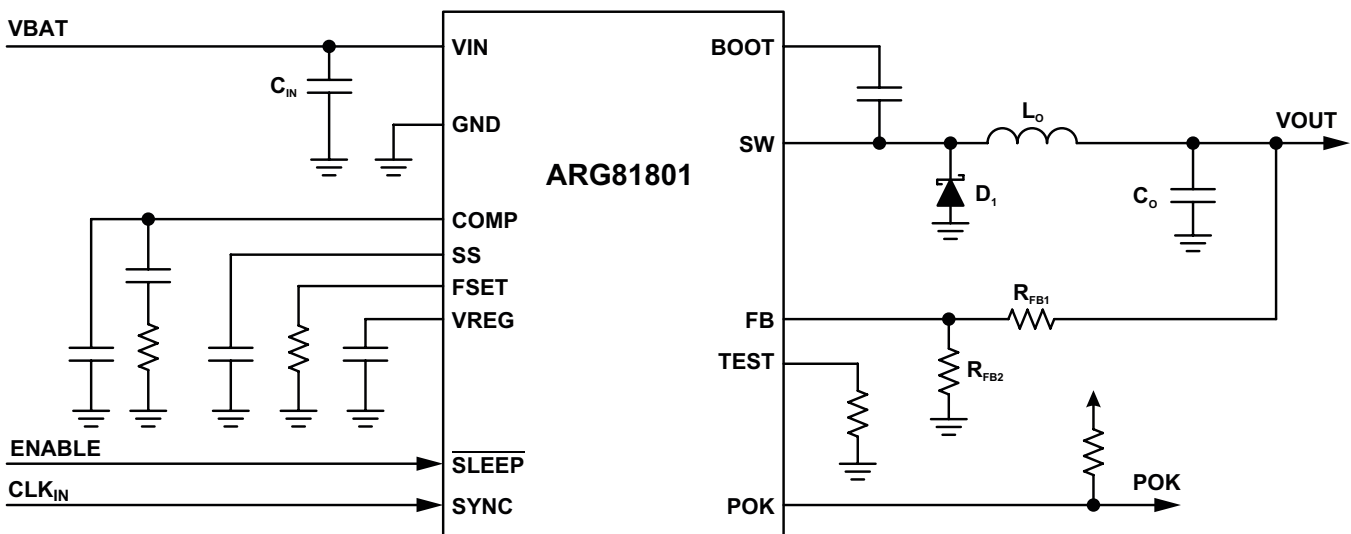 VBAT
VIN
BOOT
C_IN
GND
L_O
VOUT
SW
ARG81801
D_1
C_O
COMP
SS
FSET
VREG
R_FB1
FB
TEST
R_FB2
ENABLE
SLEEP
CLK_IN
SYNC
POK
POK